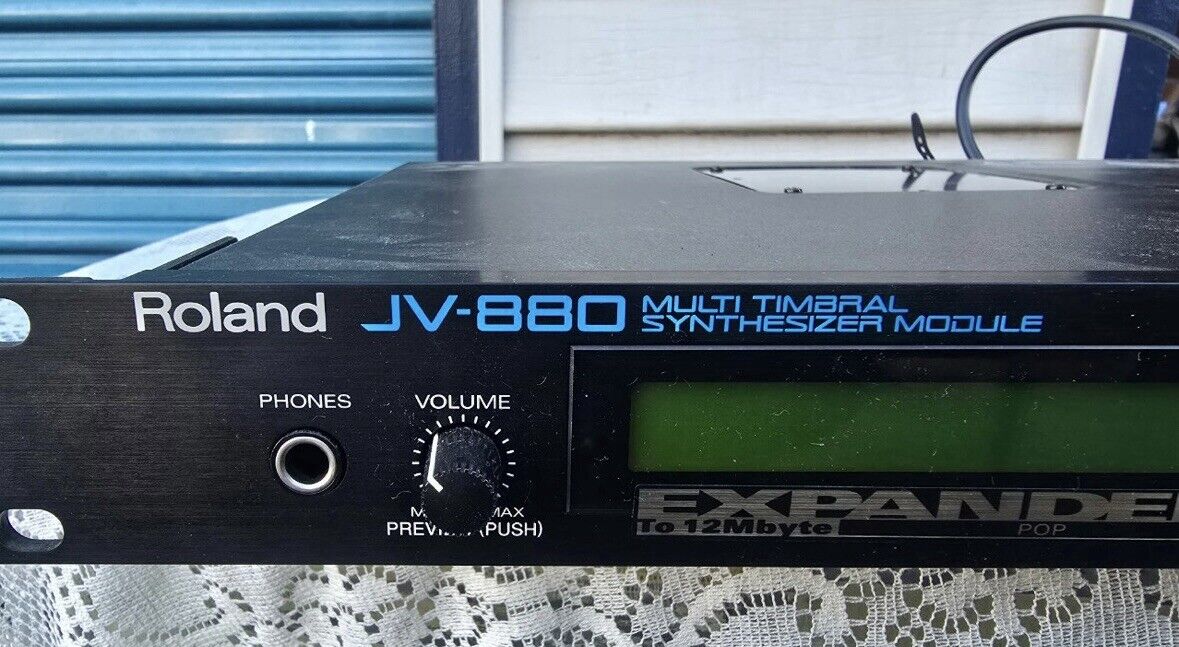 Roland JV-880 MULTI TIMBRAL
SYNTHESIZER MODULE
PHONES
VOLUME
MAX
(PUSH)
To 12Mbyte
POP